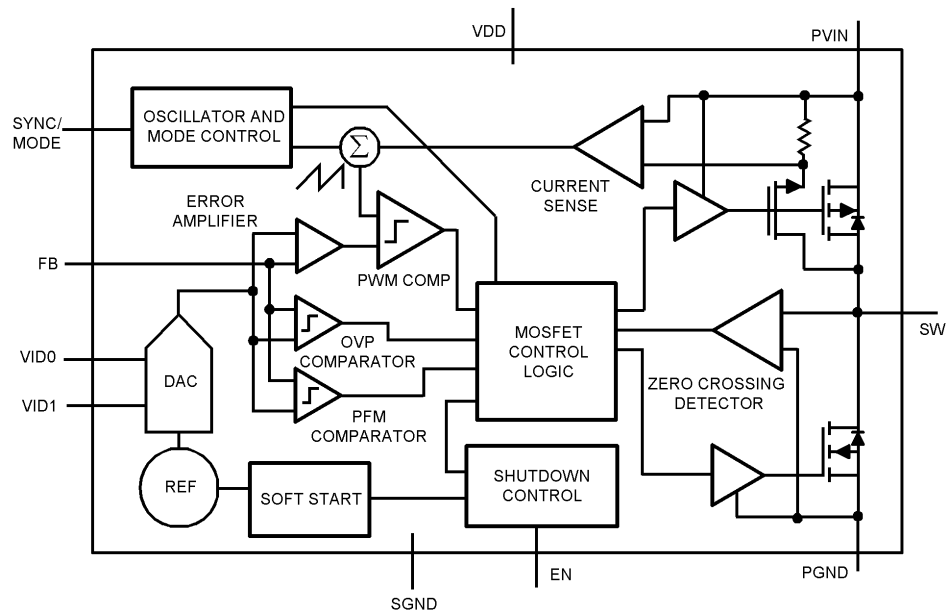 VDD
PVIN
SYNC/
MODE
OSCILLATOR AND
MODE CONTROL
Σ
CURRENT
SENSE
ERROR
AMPLIFIER
FB
PWM COMP
MOSFET
CONTROL
LOGIC
SW
OVP
COMPARATOR
VID0
DAC
ZERO CROSSING
DETECTOR
VID1
PFM
COMPARATOR
REF
SOFT START
SHUTDOWN
CONTROL
EN
SGND
PGND